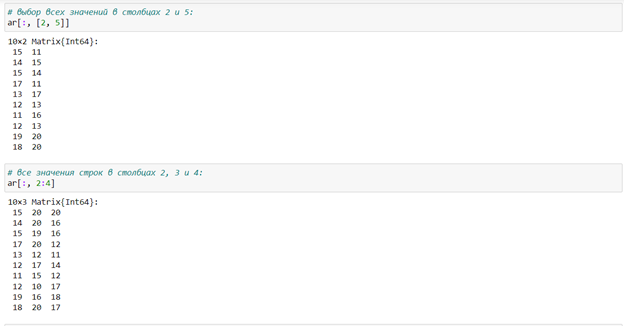 # выбор всех значений в столбцах 2 и 5:
ar[:, [2, 5]]
10×2 Matrix{Int64}:
15 11
14 15
15 14
17 11
13 17
12 13
11 16
12 13
19 20
18 20
# все значения строк в столбцах 2, 3 и 4:
ar[:, 2:4]
10×3 Matrix{Int64}:
15 20 20
14 20 16
15 19 16
17 20 12
13 12 11
12 17 14
11 15 12
12 10 17
19 16 18
18 20 17